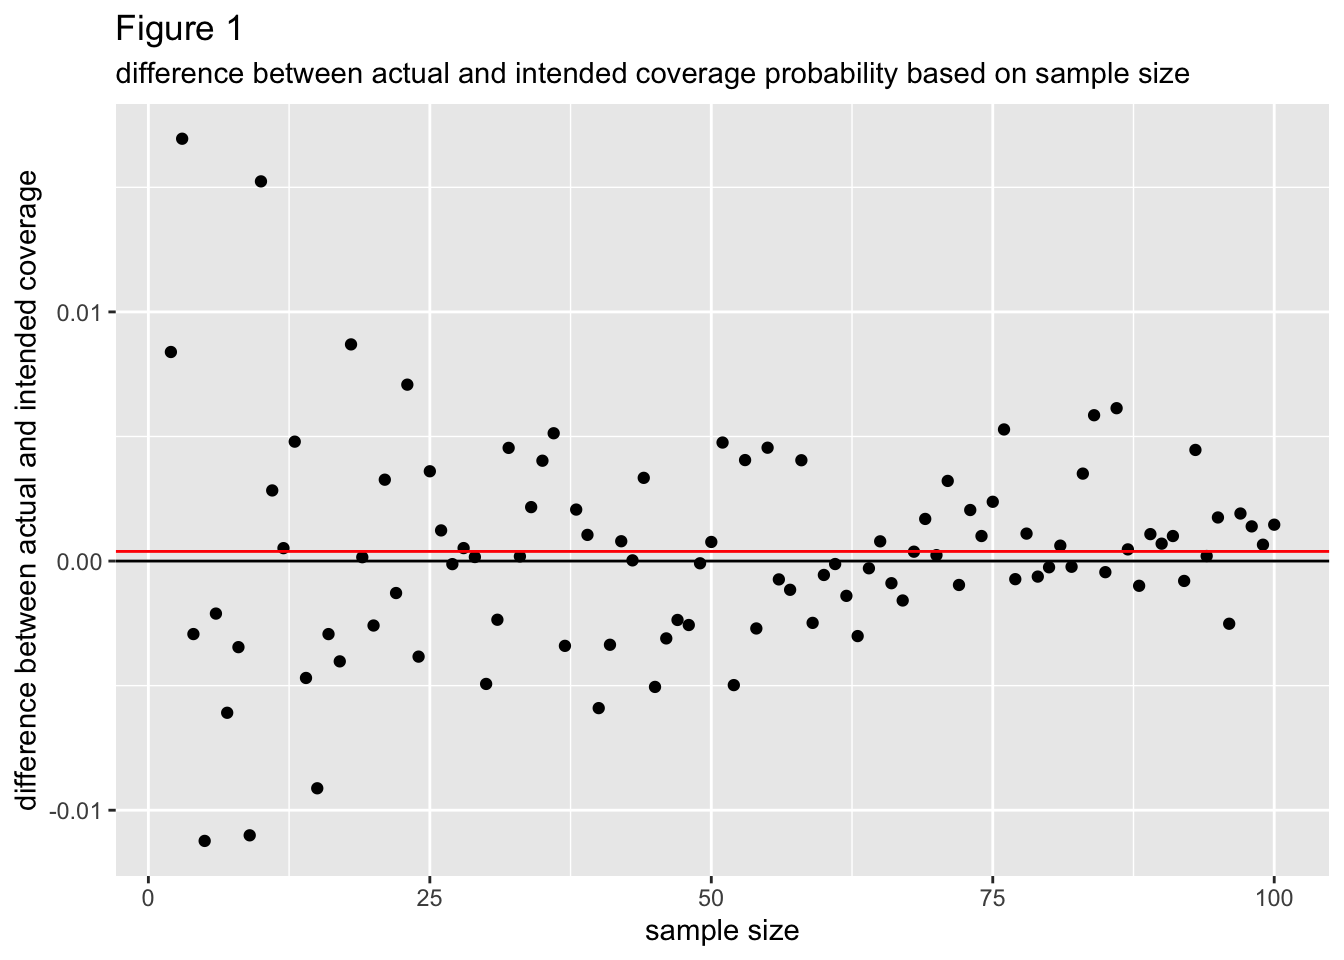 Figure 1
difference between actual and intended coverage probability based on sample size
difference between actual and intended coverage
0.01
0.00
-0.01
0
25
50
75
100
sample size